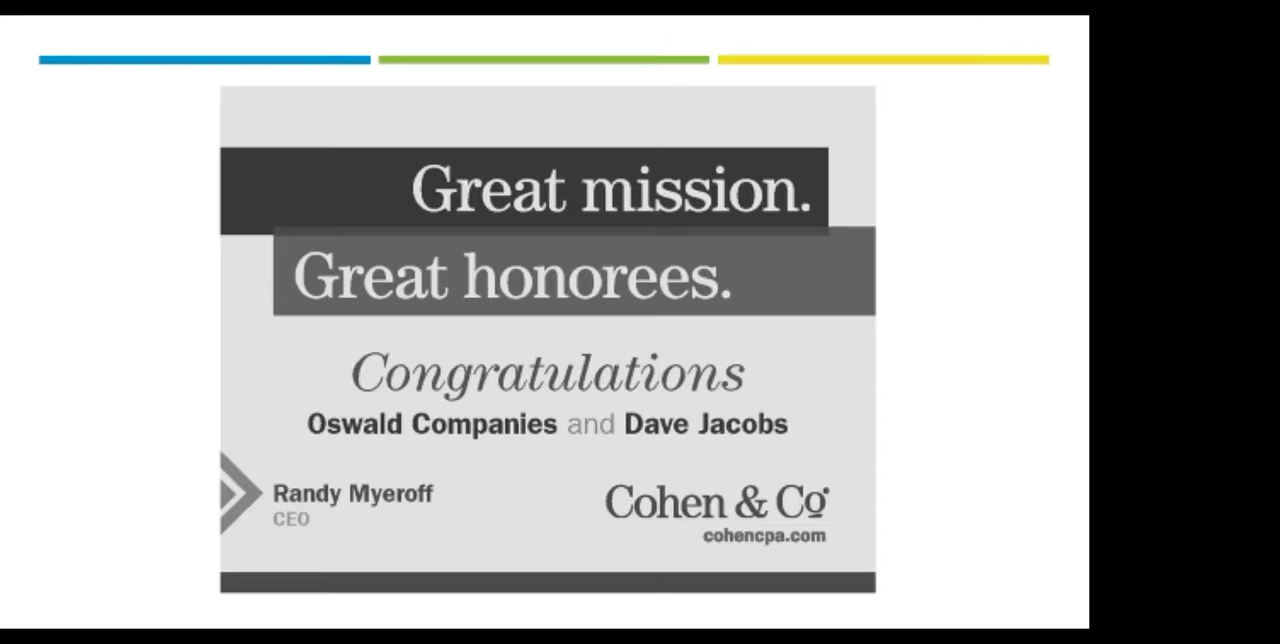 Great mission.
Great honorees.
Congratulations
Oswald Companies and Dave Jacobs
Randy Myeroff
CEO
Cohen & Co
cohencpa.com